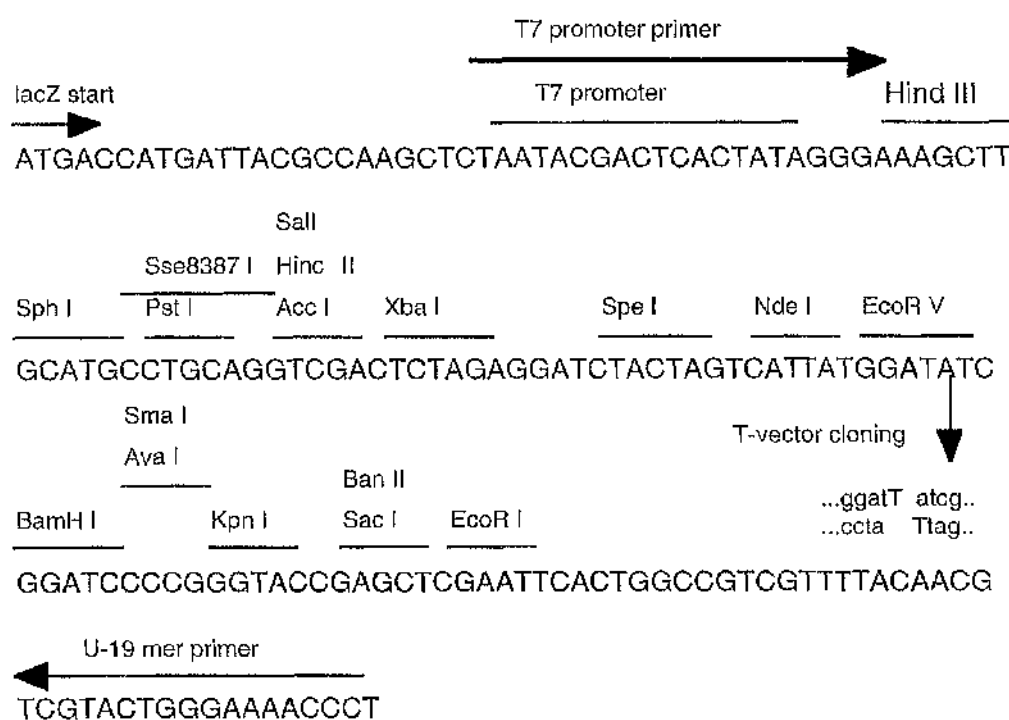 T7 promoter primer
lacZ start
T7 promoter
Hind III
ATGACCATGATTACGCCAAGCTCTAATACGACTCACTATAGGGAAAGCTT
SalI
Sse8387 I
Hinc II
Sph I
Pst I
Acc I
Xba I
Spe I
Nde I
EcoR V
GCATGCCTGCAGGTCGACTCTAGAGGATCTACTAGTCATTATGGATATC
Sma I
T-vector cloning
Ava I
Ban II
...ggatT atcg..
BamH I
Kpn I
Sac I
EcoR I
...ccta Ttag..
GGATCCCCGGGTACCGAGCTCGAATTCACTGGCCGTCGTTTTACAACG
U-19 mer primer
TCGTACTGGGAAAACCCT